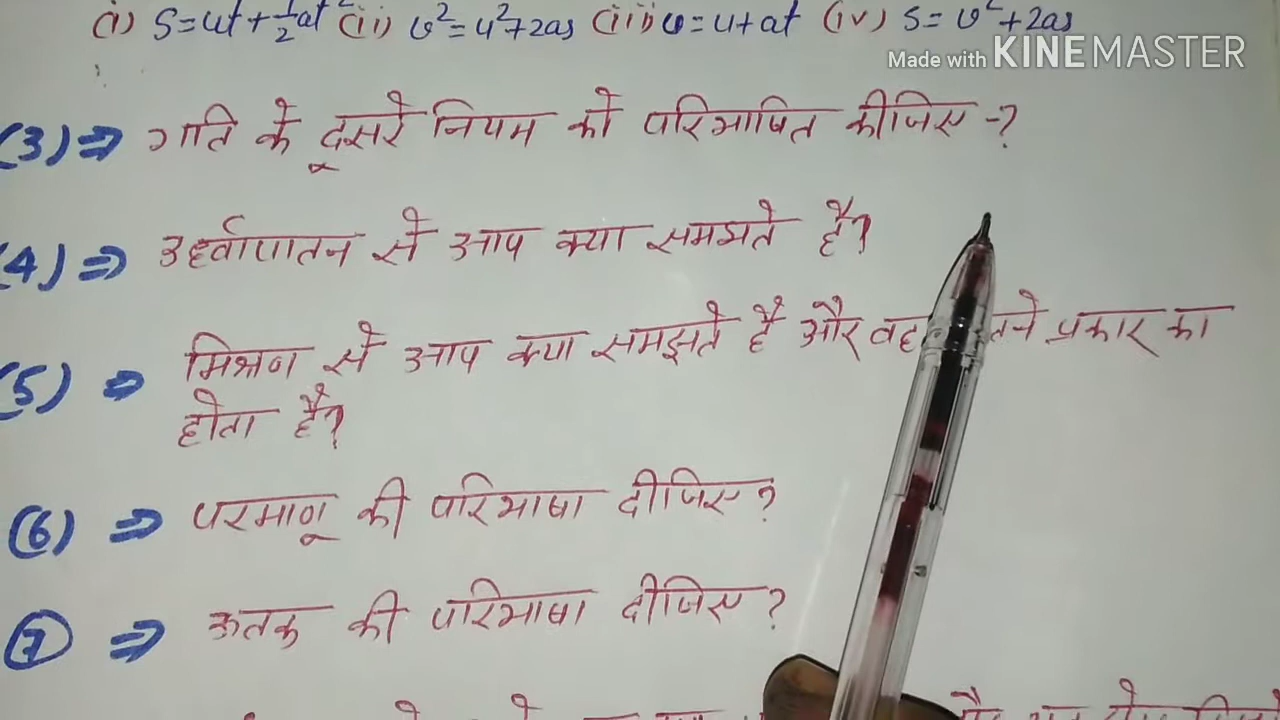 (i) S=ut+½at² (ii) v²=u²+2as (iii) v=u+at (iv) s=v²+2as
Made with KINEMASTER
(3)⇒ गति के दूसरे नियम को परिभाषित कीजिए-?
(4)⇒ उर्ध्वापातन से आप क्या समझते है?
(5)⇒ मिश्रण से आप क्या समझते है और वह प्रकार का
होता है?
(6)⇒ परमाणू की परिभाषा दीजिए?
(7)⇒ ऊतक की परिभाषा दीजिए?